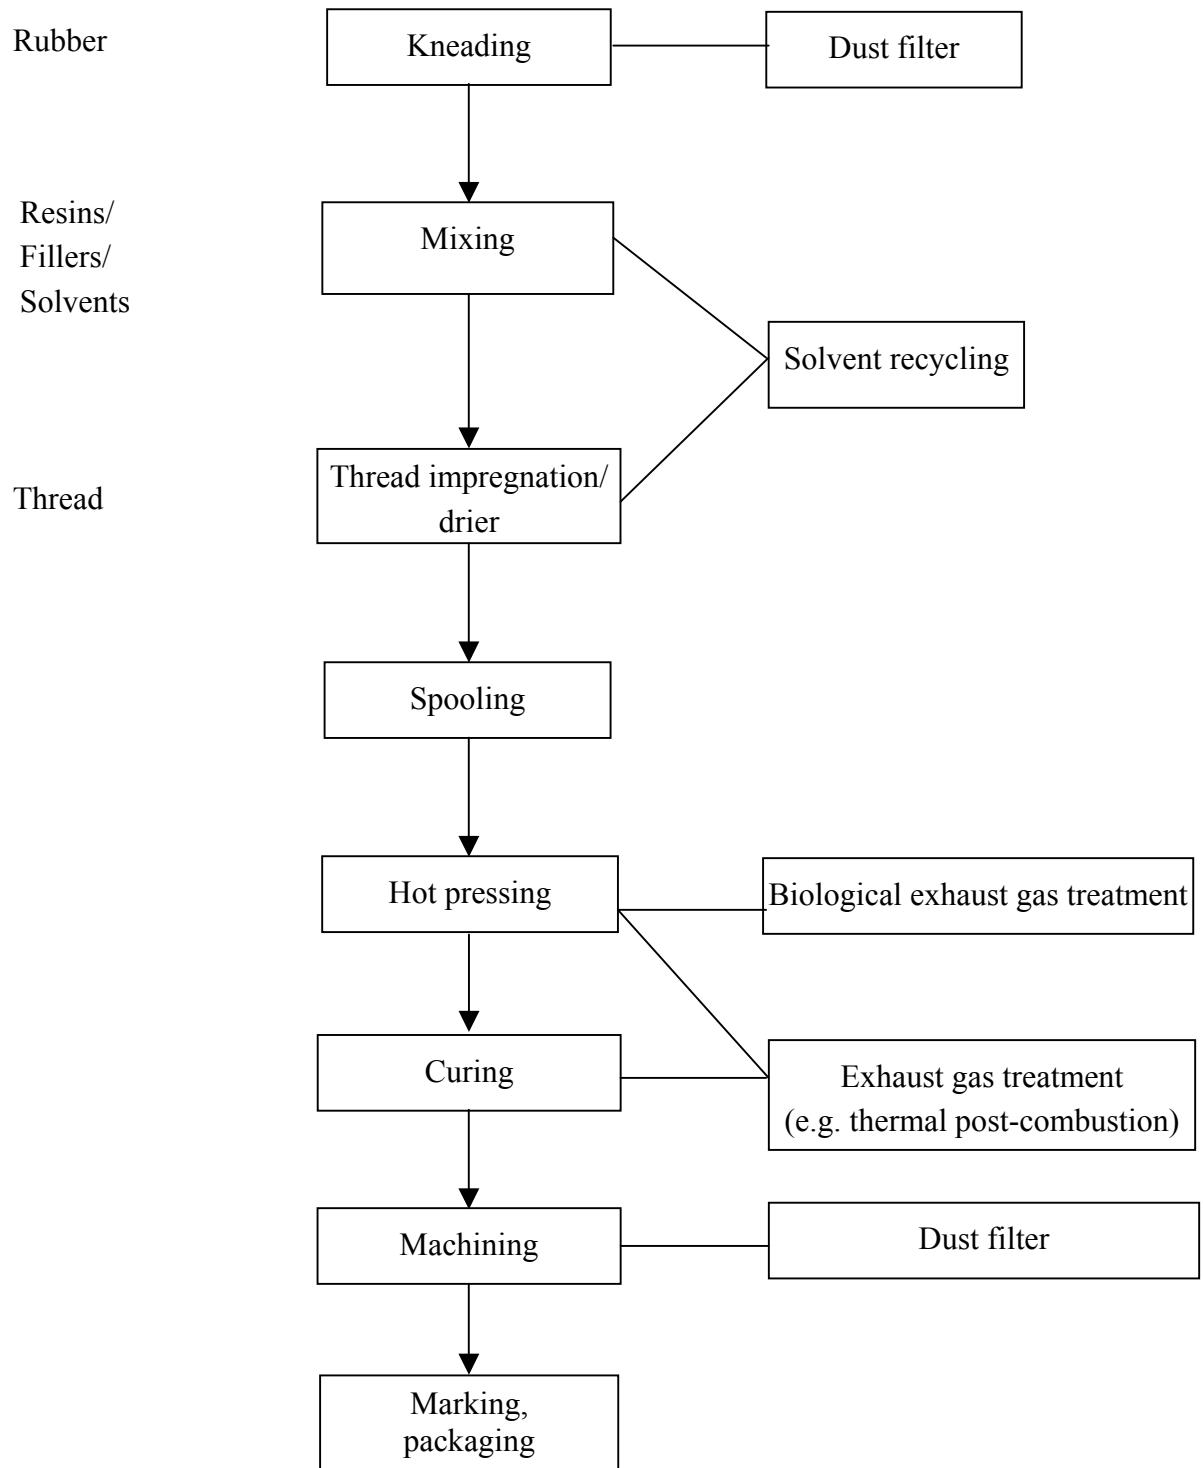 Rubber
Kneading
Dust filter
Resins/
Fillers/
Solvents
Mixing
Solvent recycling
Thread
Thread impregnation/
drier
Spooling
Hot pressing
Biological exhaust gas treatment
Curing
Exhaust gas treatment
(e.g. thermal post-combustion)
Machining
Dust filter
Marking,
packaging